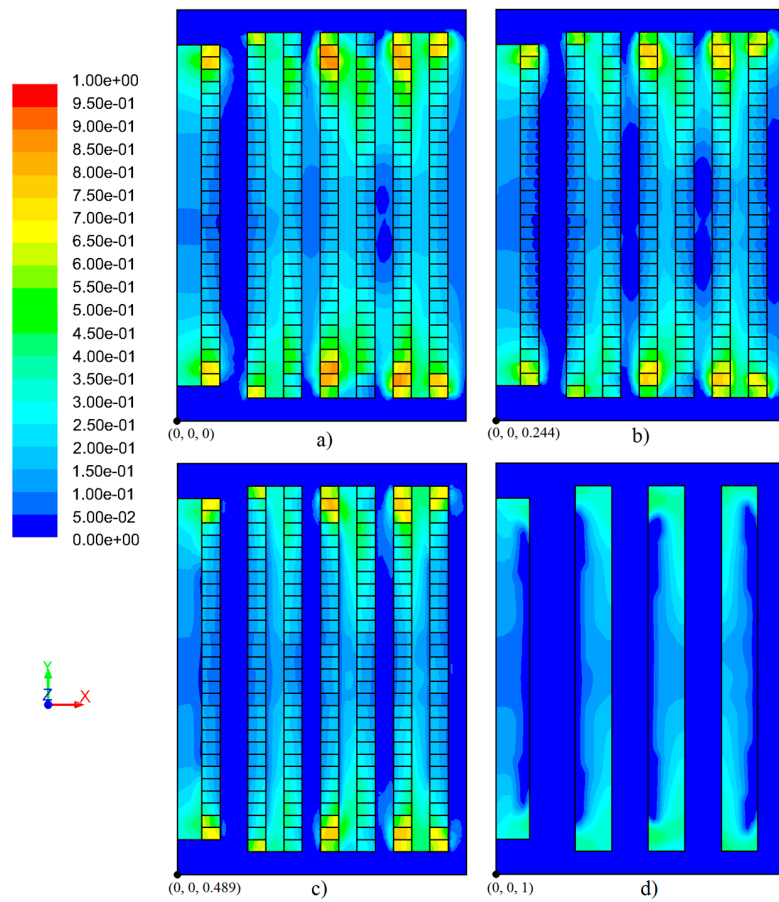 1.00e+00
9.50e-01
9.00e-01
8.50e-01
8.00e-01
7.50e-01
7.00e-01
6.50e-01
6.00e-01
5.50e-01
5.00e-01
4.50e-01
4.00e-01
3.50e-01
3.00e-01
2.50e-01
2.00e-01
1.50e-01
1.00e-01
5.00e-02
0.00e+00
(0, 0, 0)
a)
(0, 0, 0.244)
b)
Y
Z
X
(0, 0, 0.489)
c)
(0, 0, 1)
d)